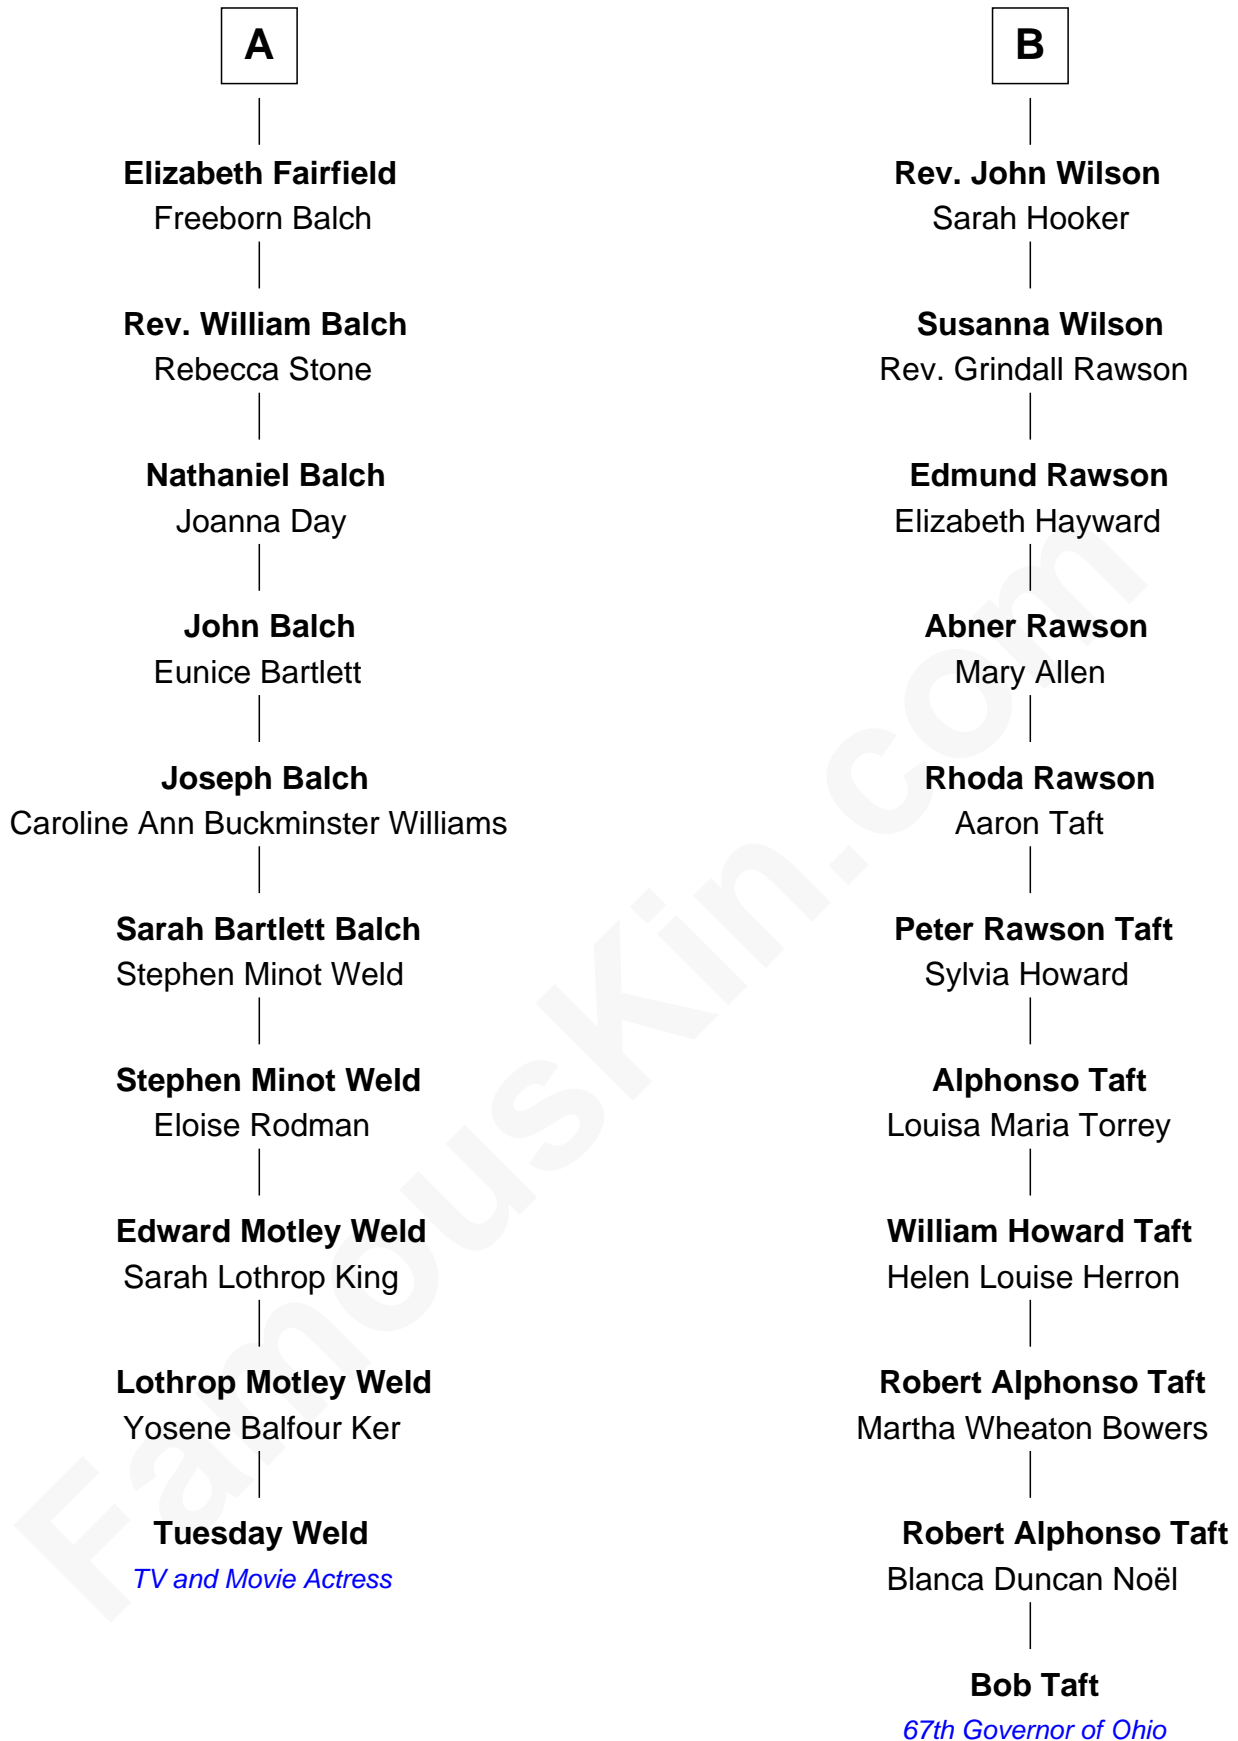 A
Elizabeth Fairfield
Freeborn Balch
Rev. William Balch
Rebecca Stone
Nathaniel Balch
Joanna Day
John Balch
Eunice Bartlett
Joseph Balch
Caroline Ann Buckminster Williams
Sarah Bartlett Balch
Stephen Minot Weld
Stephen Minot Weld
Eloise Rodman
Edward Motley Weld
Sarah Lothrop King
Lothrop Motley Weld
Yosene Balfour Ker
Tuesday Weld
TV and Movie Actress
B
Rev. John Wilson
Sarah Hooker
Susanna Wilson
Rev. Grindall Rawson
Edmund Rawson
Elizabeth Hayward
Abner Rawson
Mary Allen
Rhoda Rawson
Aaron Taft
Peter Rawson Taft
Sylvia Howard
Alphonso Taft
Louisa Maria Torrey
William Howard Taft
Helen Louise Herron
Robert Alphonso Taft
Martha Wheaton Bowers
Robert Alphonso Taft
Blanca Duncan Noël
Bob Taft
67th Governor of Ohio
FamousKin.com